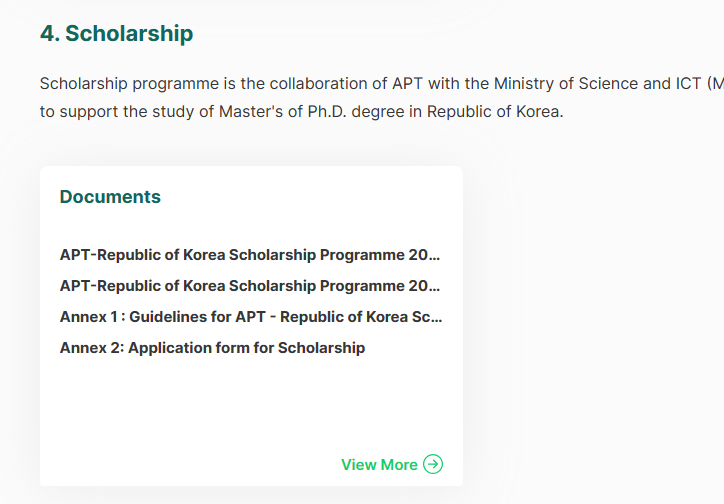 4. Scholarship
Scholarship programme is the collaboration of APT with the Ministry of Science and ICT (M
to support the study of Master's of Ph.D. degree in Republic of Korea.
Documents
APT-Republic of Korea Scholarship Programme 20...
APT-Republic of Korea Scholarship Programme 20...
Annex 1 : Guidelines for APT - Republic of Korea Sc...
Annex 2: Application form for Scholarship
View More